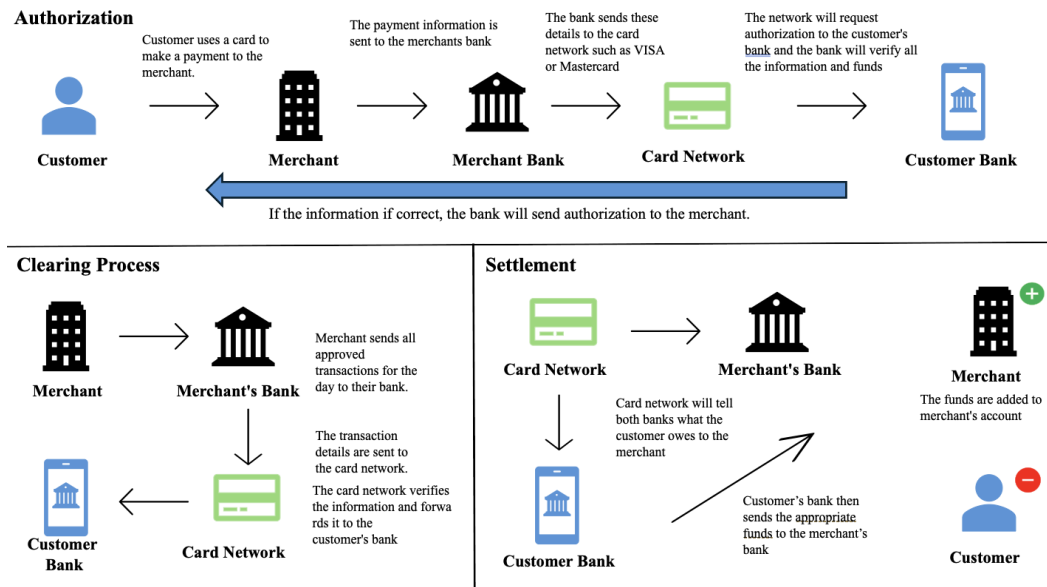 Authorization
Customer uses a card to
make a payment to the
merchant.
The payment information is
sent to the merchants bank
The bank sends these
details to the card
network such as VISA
or Mastercard
The network will request
authorization to the customer's
bank and the bank will verify all
the information and funds
Customer
Merchant
Merchant Bank
Card Network
Customer Bank
If the information if correct, the bank will send authorization to the merchant.
Clearing Process
Merchant
Merchant's Bank
Merchant sends all
approved
transactions for the
day to their bank.
The transaction
details are sent to
the card network.
The card network verifies
the information and forwa
rds it to the
customer's bank
Customer
Bank
Card Network
Settlement
Card Network
Merchant's Bank
Merchant
The funds are added to
merchant's account
Card network will tell
both banks what the
customer owes to the
merchant
Customer's bank then
sends the appropriate
funds to the merchant's
bank
Customer Bank
Customer